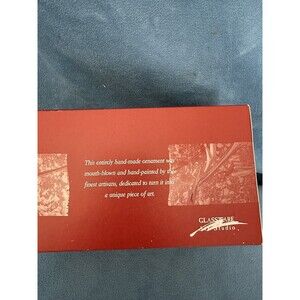 This entirely hand-made ornament was
mouth-blown and hand-painted by the
finest artisans, dedicated to turn it into
a unique piece of art.
GLASSWARE
Art Studio